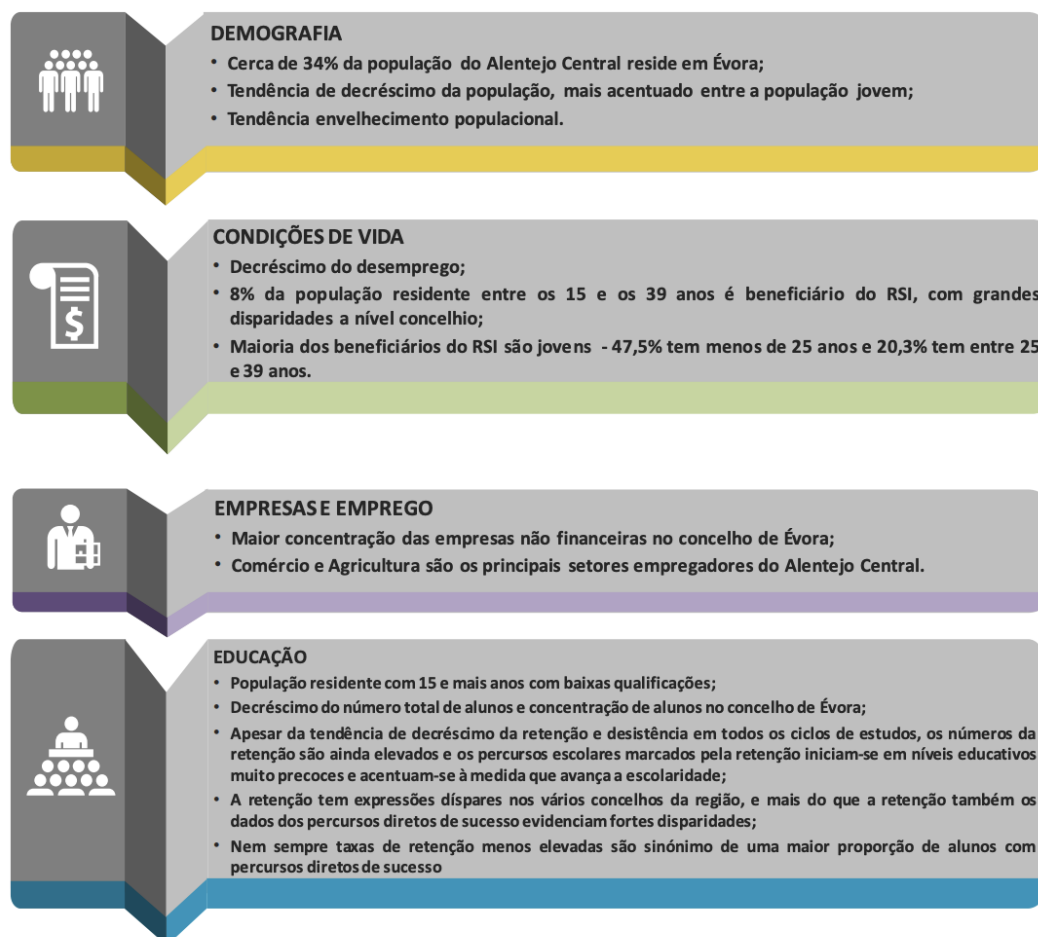 DEMOGRAFIA
• Cerca de 34% da população do Alentejo Central reside em Évora;
• Tendência de decréscimo da população, mais acentuado entre a população jovem;
• Tendência envelhecimento populacional.
CONDIÇÕES DE VIDA
• Decréscimo do desemprego;
• 8% da população residente entre os 15 e os 39 anos é beneficiário do RSI, com grandes
disparidades a nível concelhio;
• Maioria dos beneficiários do RSI são jovens - 47,5% tem menos de 25 anos e 20,3% tem entre 25
e 39 anos.
$
EMPRESAS E EMPREGO
• Maior concentração das empresas não financeiras no concelho de Évora;
• Comércio e Agricultura são os principais setores empregadores do Alentejo Central.
EDUCAÇÃO
• População residente com 15 e mais anos com baixas qualificações;
• Decréscimo do número total de alunos e concentração de alunos no concelho de Évora;
• Apesar da tendência de decréscimo da retenção e desistência em todos os ciclos de estudos, os números da
retenção são ainda elevados e os percursos escolares marcados pela retenção iniciam-se em níveis educativos
muito precoces e acentuam-se à medida que avança a escolaridade;
• A retenção tem expressões díspares nos vários concelhos da região, e mais do que a retenção também os
dados dos percursos diretos de sucesso evidenciam fortes disparidades;
• Nem sempre taxas de retenção menos elevadas são sinónimo de uma maior proporção de alunos com
percursos diretos de sucesso